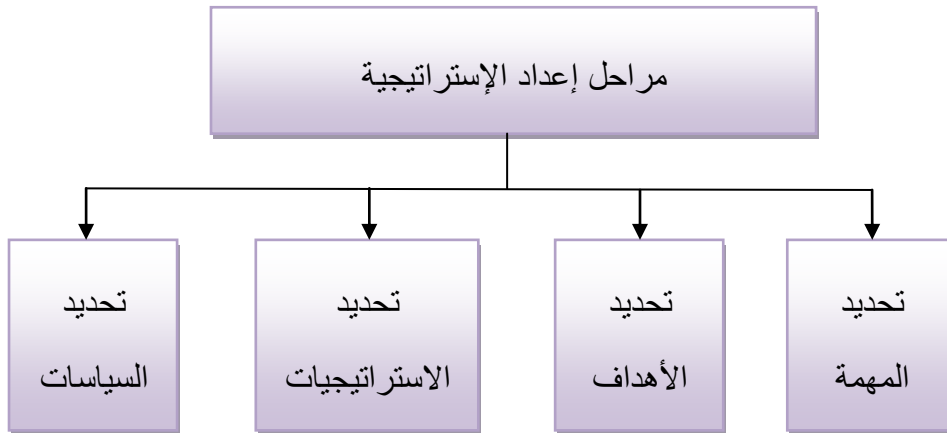 مراحل إعداد الإستراتيجية
تحديد
المهمة
تحديد
الأهداف
تحديد
الاستراتيجيات
تحديد
السياسات